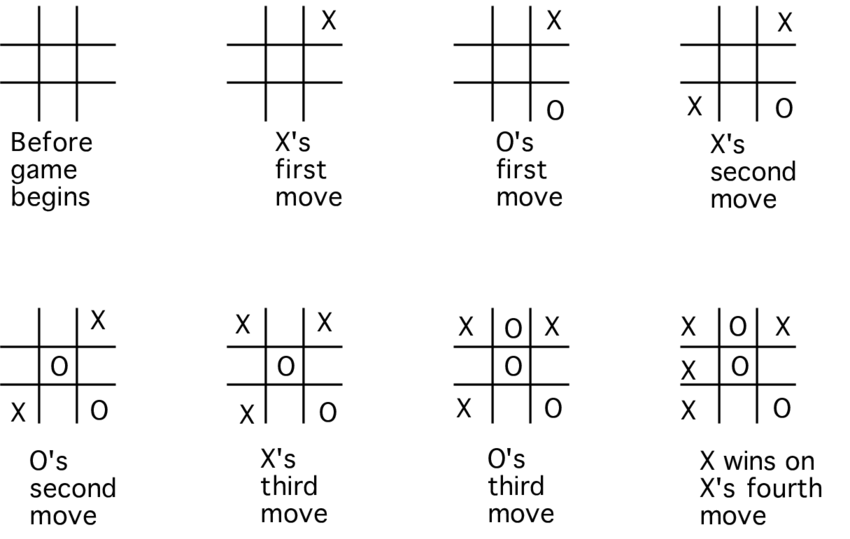 X
X
X
O
X O
Before
game
begins
X's
first
move
O's
first
move
X's
second
move
X
O
X O
X X
O
X O
X O X
O
X O
X O X
X O
X O
O's
second
move
X's
third
move
O's
third
move
X wins on
X's fourth
move